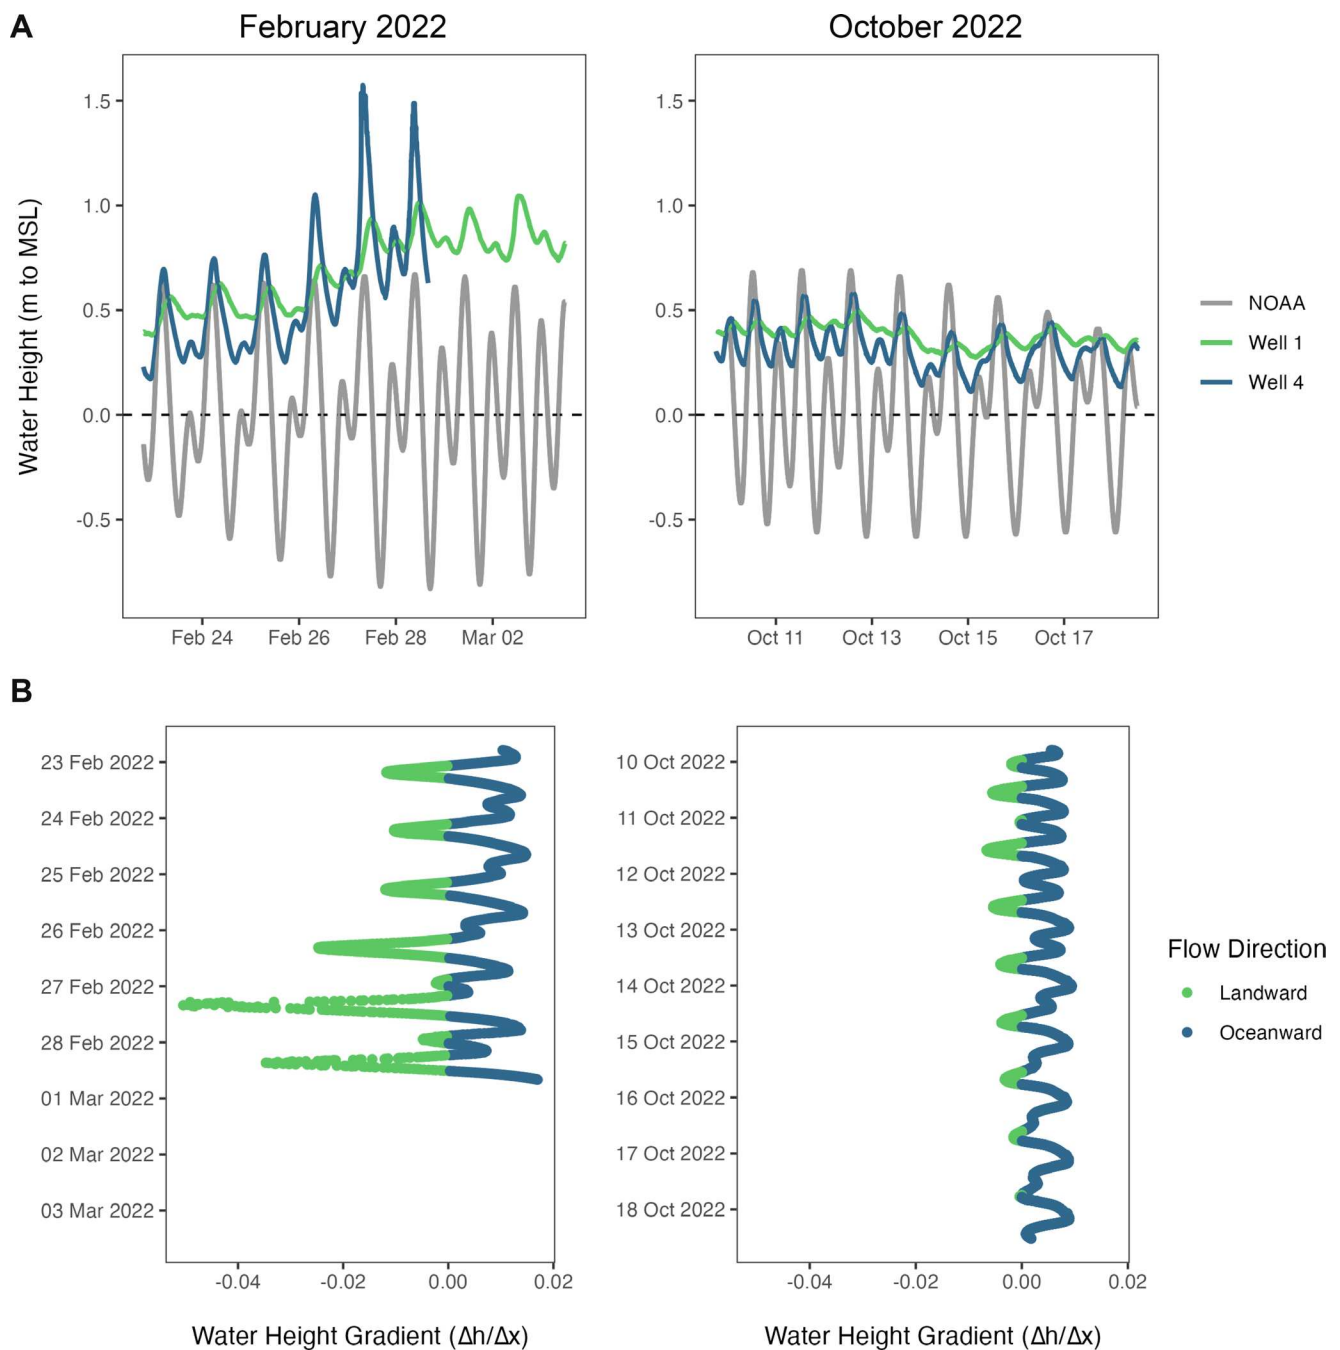 A
February 2022
October 2022
Water Height (m to MSL)
1.5
1.0
0.5
0.0
-0.5
Feb 24
Feb 26
Feb 28
Mar 02
1.5
1.0
0.5
0.0
-0.5
Oct 11
Oct 13
Oct 15
Oct 17
NOAA
Well 1
Well 4
B
23 Feb 2022
24 Feb 2022
25 Feb 2022
26 Feb 2022
27 Feb 2022
28 Feb 2022
01 Mar 2022
02 Mar 2022
03 Mar 2022
-0.04
-0.02
0.00
0.02
Water Height Gradient (Δh/Δx)
10 Oct 2022
11 Oct 2022
12 Oct 2022
13 Oct 2022
14 Oct 2022
15 Oct 2022
16 Oct 2022
17 Oct 2022
18 Oct 2022
-0.04
-0.02
0.00
0.02
Water Height Gradient (Δh/Δx)
Flow Direction
Landward
Oceanward